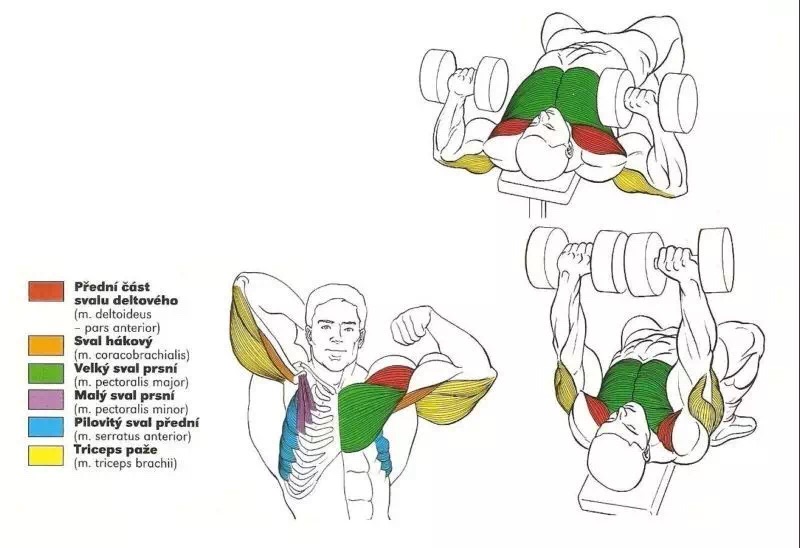 Přední část
svalu deltového
(m. deltoideus
– pars anterior)
Sval hákový
(m. coracobrachialis)
Velký sval prsní
(m. pectoralis major)
Malý sval prsní
(m. pectoralis minor)
Pilovitý sval přední
(m. serratus anterior)
Triceps paže
(m. triceps brachii)